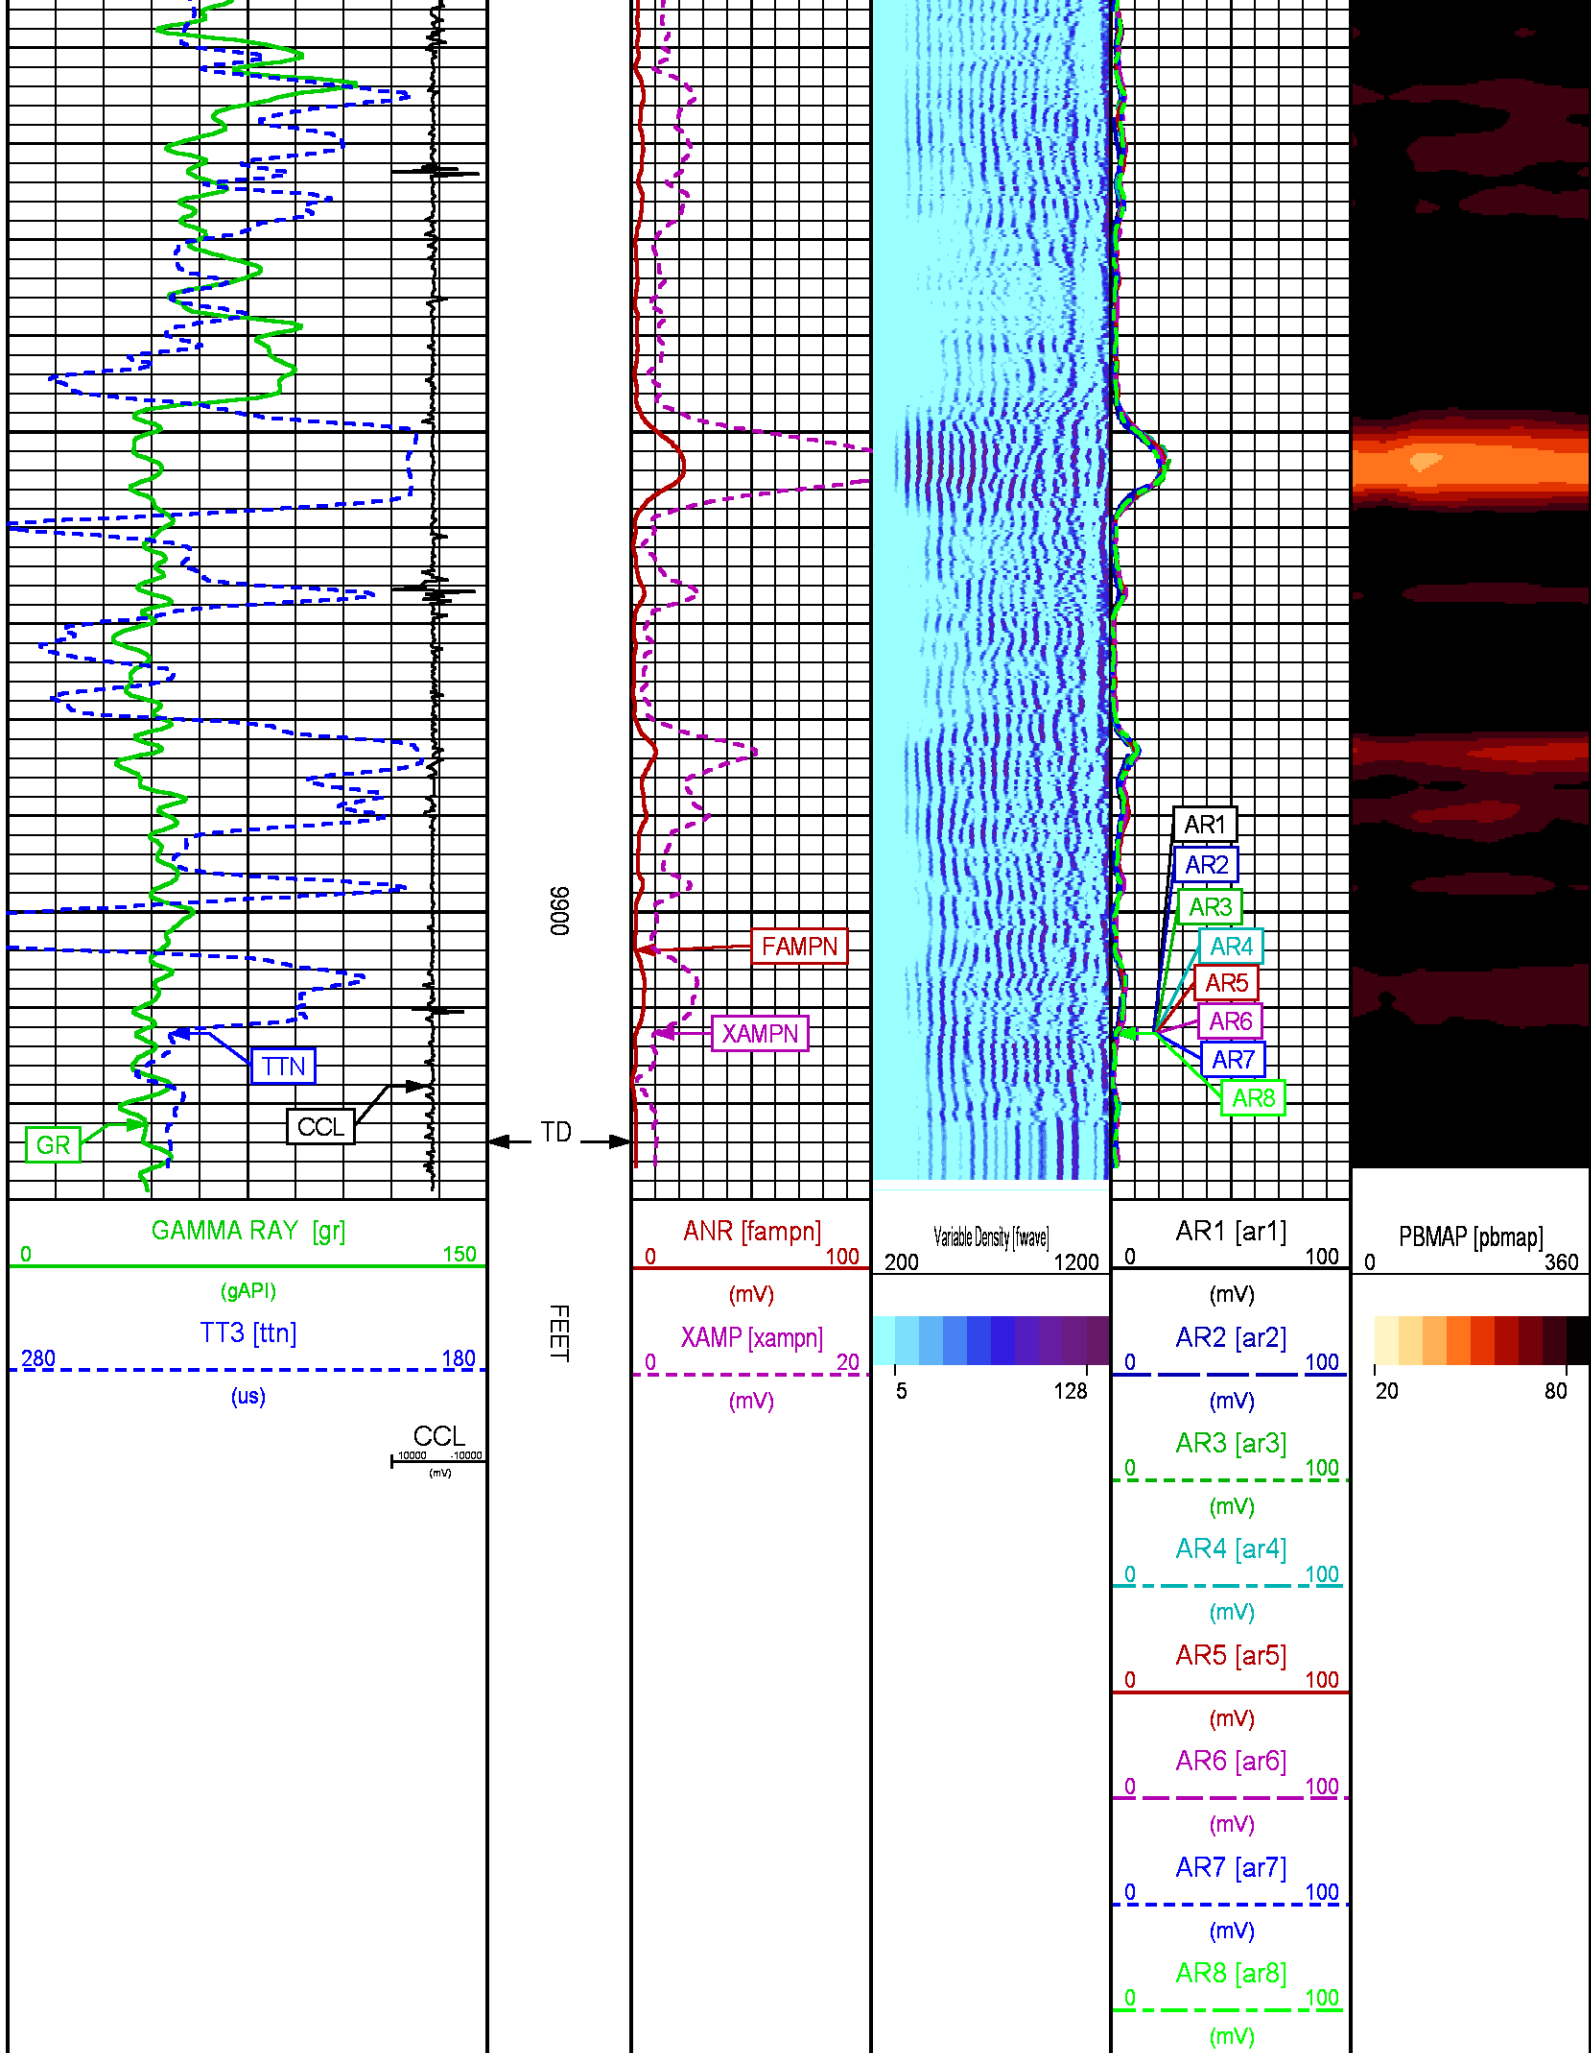 AR1
AR2
9900
AR3
FAMPN
AR4
AR5
XAMPN
AR6
TTN
AR7
AR8
CCL
GR
TD
GAMMA RAY [gr]
0 150
(gAPI)
TT3 [ttn]
280 180
(us)
CCL
10000 -10000
(mV)
FEET
ANR [fampn]
0 100
(mV)
XAMP [xampn]
0 20
(mV)
Variable Density [fwave]
200 1200
5 128
AR1 [ar1]
0 100
(mV)
AR2 [ar2]
0 100
(mV)
AR3 [ar3]
0 100
(mV)
AR4 [ar4]
0 100
(mV)
AR5 [ar5]
0 100
(mV)
AR6 [ar6]
0 100
(mV)
AR7 [ar7]
0 100
(mV)
AR8 [ar8]
0 100
(mV)
PBMAP [pbmap]
0 360
20 80